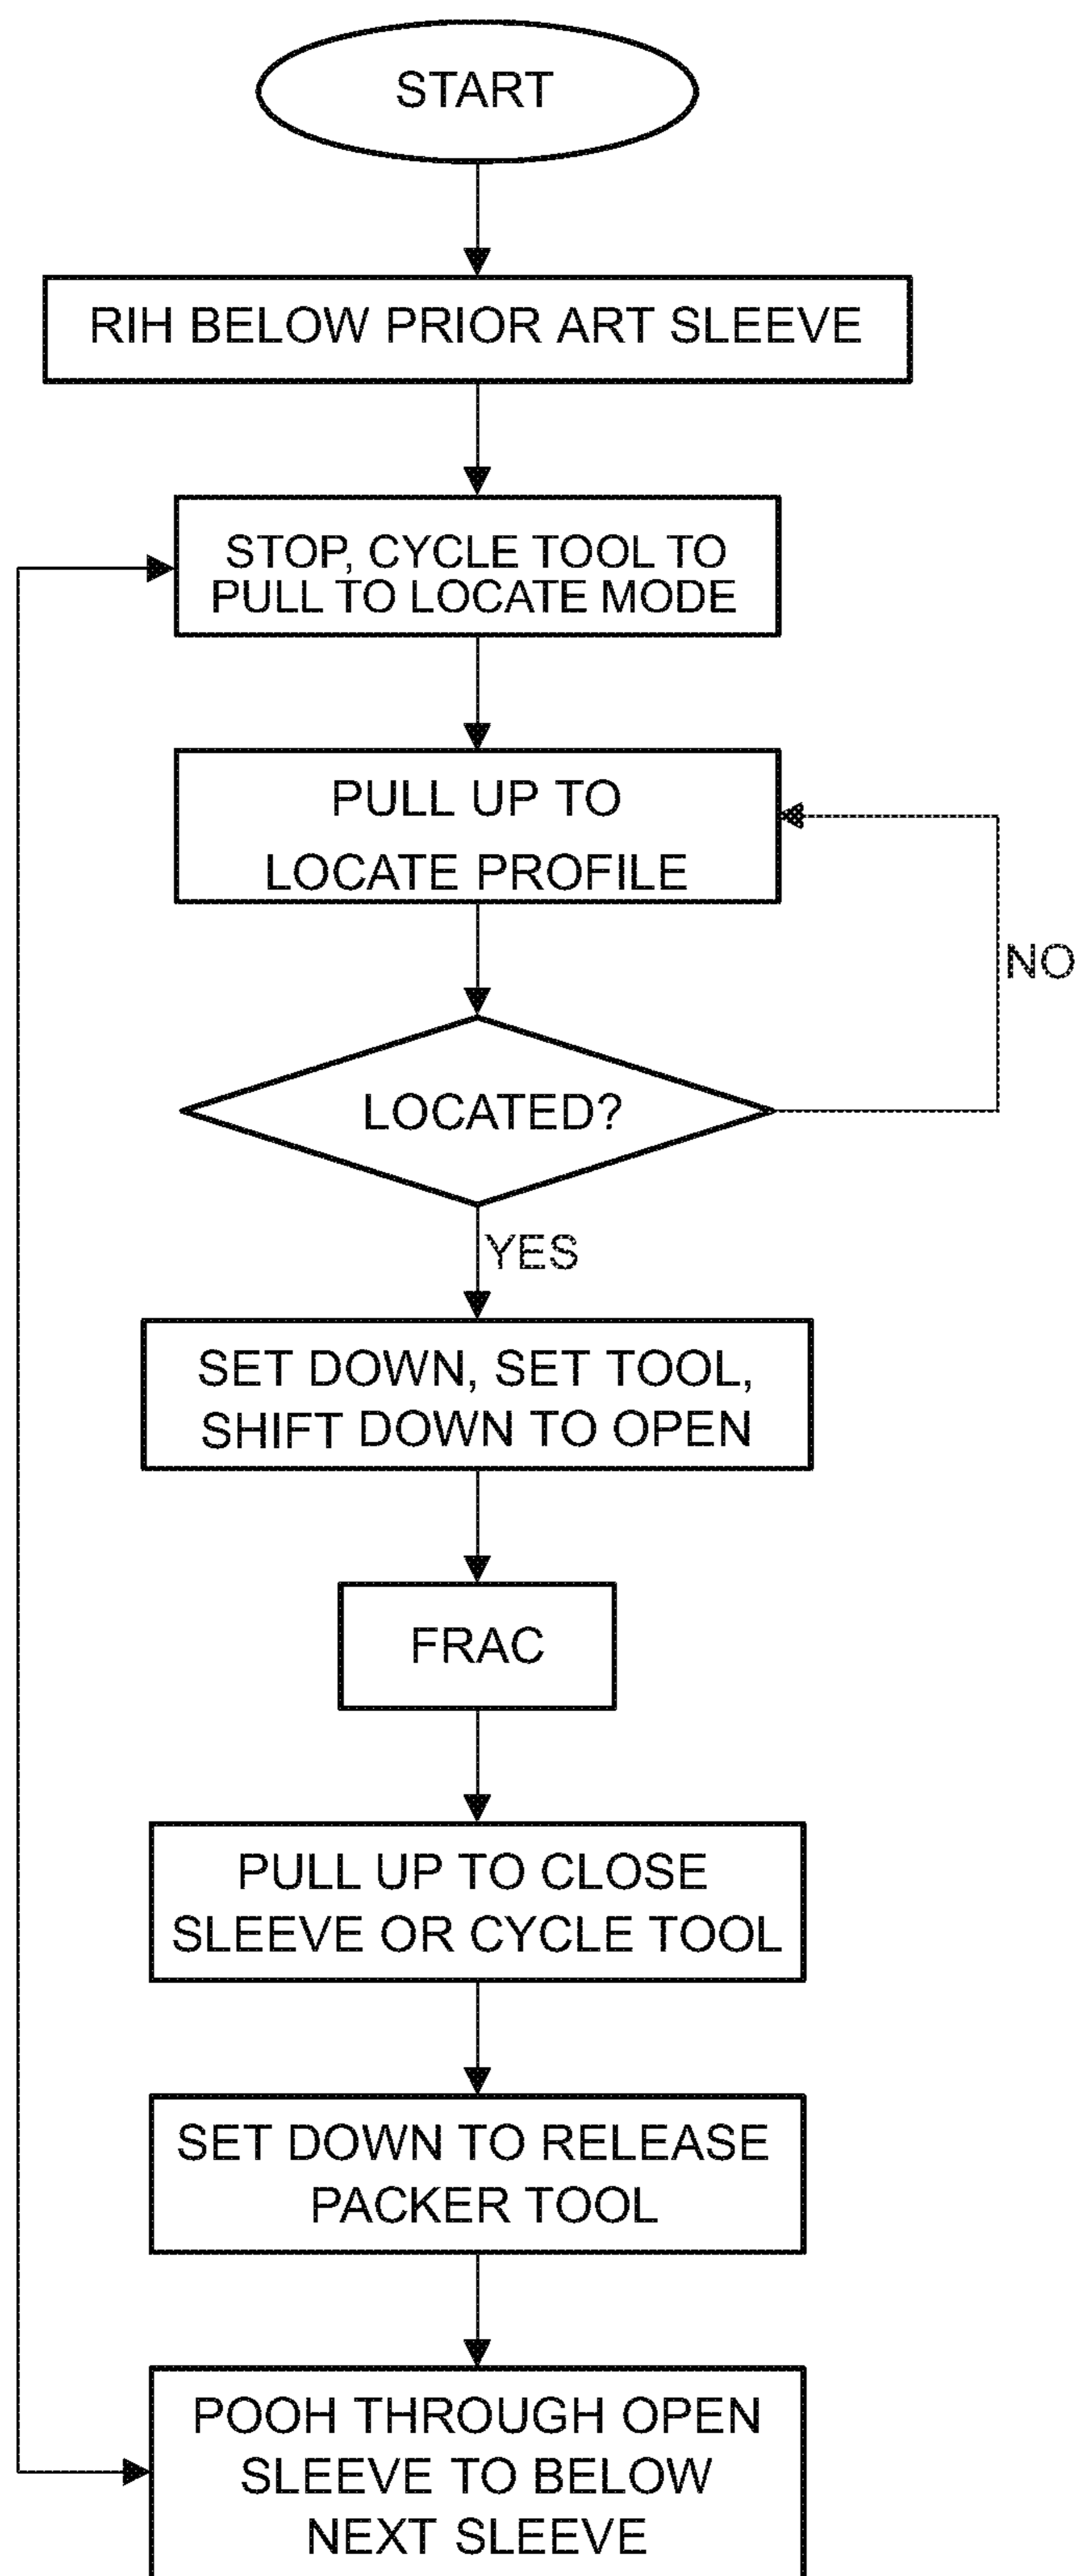 START
RIH BELOW PRIOR ART SLEEVE
STOP, CYCLE TOOL TO
PULL TO LOCATE MODE
PULL UP TO
LOCATE PROFILE
NO
LOCATED?
YES
SET DOWN, SET TOOL,
SHIFT DOWN TO OPEN
FRAC
PULL UP TO CLOSE
SLEEVE OR CYCLE TOOL
SET DOWN TO RELEASE
PACKER TOOL
POOH THROUGH OPEN
SLEEVE TO BELOW
NEXT SLEEVE